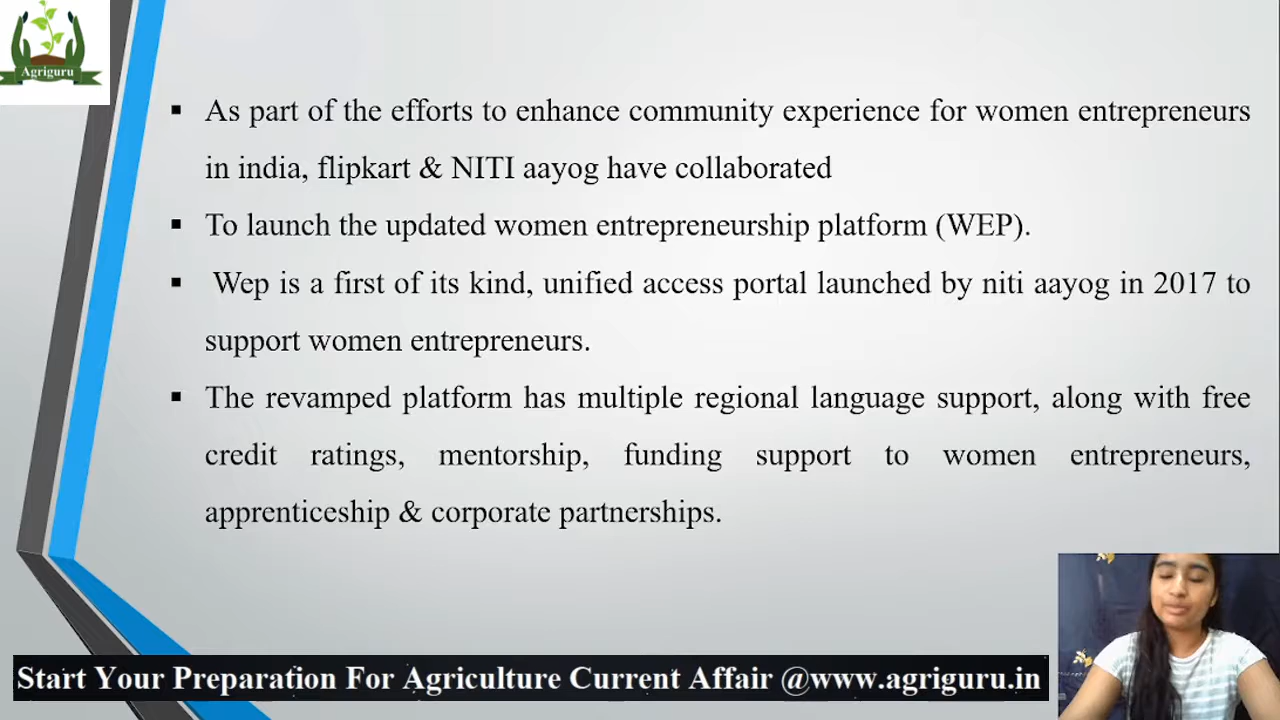 Agriguru
▪ As part of the efforts to enhance community experience for women entrepreneurs
in india, flipkart & NITI aayog have collaborated
▪ To launch the updated women entrepreneurship platform (WEP).
▪ Wep is a first of its kind, unified access portal launched by niti aayog in 2017 to
support women entrepreneurs.
▪ The revamped platform has multiple regional language support, along with free
credit ratings, mentorship, funding support to women entrepreneurs,
apprenticeship & corporate partnerships.
Start Your Preparation For Agriculture Current Affair @www.agriguru.in